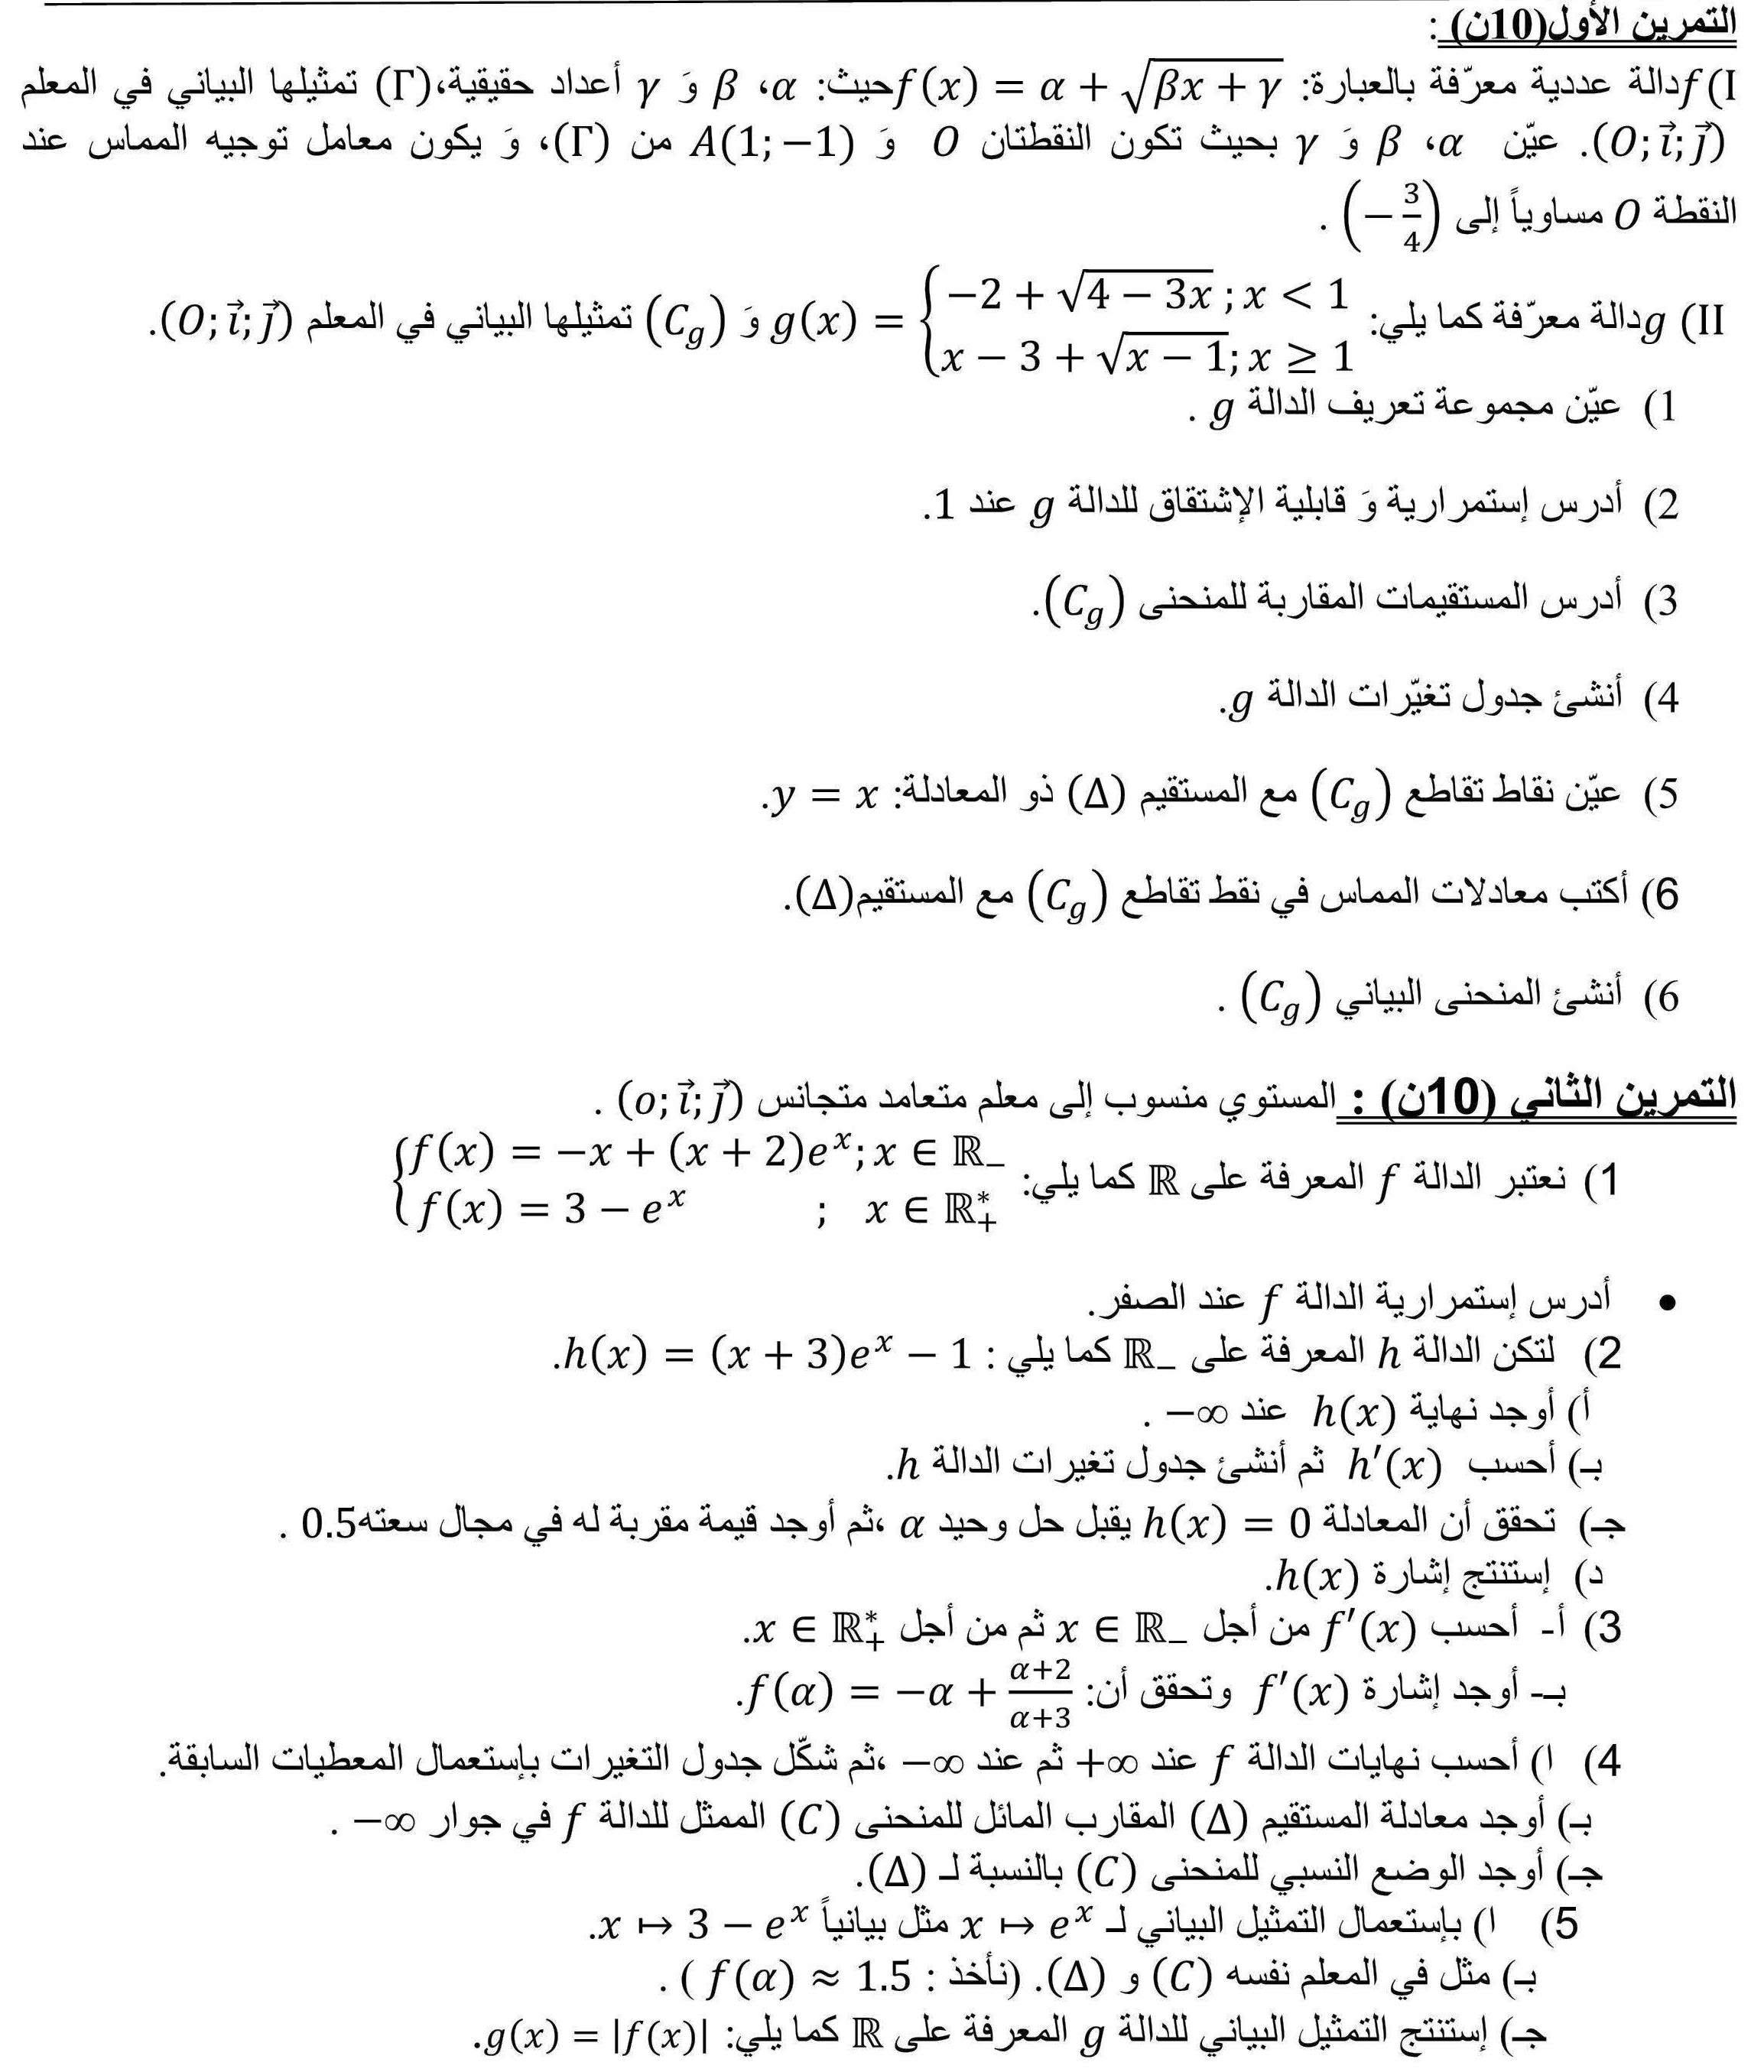 التمرين الأول(10ن) :
I) f دالة عددية معرّفة بالعبارة: f(x) = α + √(βx + γ) حيث: α، β وَ γ أعداد حقيقية،(Γ) تمثيلها البياني في المعلم
(O; i⃗; j⃗). عيّن α، β وَ γ بحيث تكون النقطتان O وَ A(1; −1) من (Γ)، وَ يكون معامل توجيه المماس عند
النقطة O مساوياً إلى (−3/4) .
II) g دالة معرّفة كما يلي: g(x) = { −2 + √(4 − 3x) ; x < 1
x − 3 + √(x − 1); x ≥ 1 وَ (C_g) تمثيلها البياني في المعلم (O; i⃗; j⃗).
1) عيّن مجموعة تعريف الدالة g .
2) أدرس إستمرارية وَ قابلية الإشتقاق للدالة g عند 1.
3) أدرس المستقيمات المقاربة للمنحنى (C_g).
4) أنشئ جدول تغيّرات الدالة g.
5) عيّن نقاط تقاطع (C_g) مع المستقيم (Δ) ذو المعادلة: y = x.
6) أكتب معادلات المماس في نقط تقاطع (C_g) مع المستقيم(Δ).
6) أنشئ المنحنى البياني (C_g) .
التمرين الثاني (10ن) : المستوي منسوب إلى معلم متعامد متجانس (o; i⃗; j⃗) .
1) نعتبر الدالة f المعرفة على ℝ كما يلي: { f(x) = −x + (x + 2)eˣ; x ∈ ℝ₋
f(x) = 3 − eˣ ; x ∈ ℝ₊*
• أدرس إستمرارية الدالة f عند الصفر.
2) لتكن الدالة h المعرفة على ℝ₋ كما يلي : h(x) = (x + 3)eˣ − 1.
أ) أوجد نهاية h(x) عند −∞ .
بـ) أحسب h′(x) ثم أنشئ جدول تغيرات الدالة h.
جـ) تحقق أن المعادلة h(x) = 0 يقبل حل وحيد α ،ثم أوجد قيمة مقربة له في مجال سعته0.5 .
د) إستنتج إشارة h(x).
3) أ- أحسب f′(x) من أجل x ∈ ℝ₋ ثم من أجل x ∈ ℝ₊*.
بـ- أوجد إشارة f′(x) وتحقق أن: f(α) = −α + (α+2)/(α+3).
4) ا) أحسب نهايات الدالة f عند +∞ ثم عند −∞ ،ثم شكّل جدول التغيرات بإستعمال المعطيات السابقة.
بـ) أوجد معادلة المستقيم (Δ) المقارب المائل للمنحنى (C) الممثل للدالة f في جوار −∞ .
جـ) أوجد الوضع النسبي للمنحنى (C) بالنسبة لـ (Δ).
5) ا) بإستعمال التمثيل البياني لـ x ↦ eˣ مثل بيانياً x ↦ 3 − eˣ.
بـ) مثل في المعلم نفسه (C) و (Δ). (نأخذ : f(α) ≈ 1.5 ) .
جـ) إستنتج التمثيل البياني للدالة g المعرفة على ℝ كما يلي: g(x) = |f(x)|.